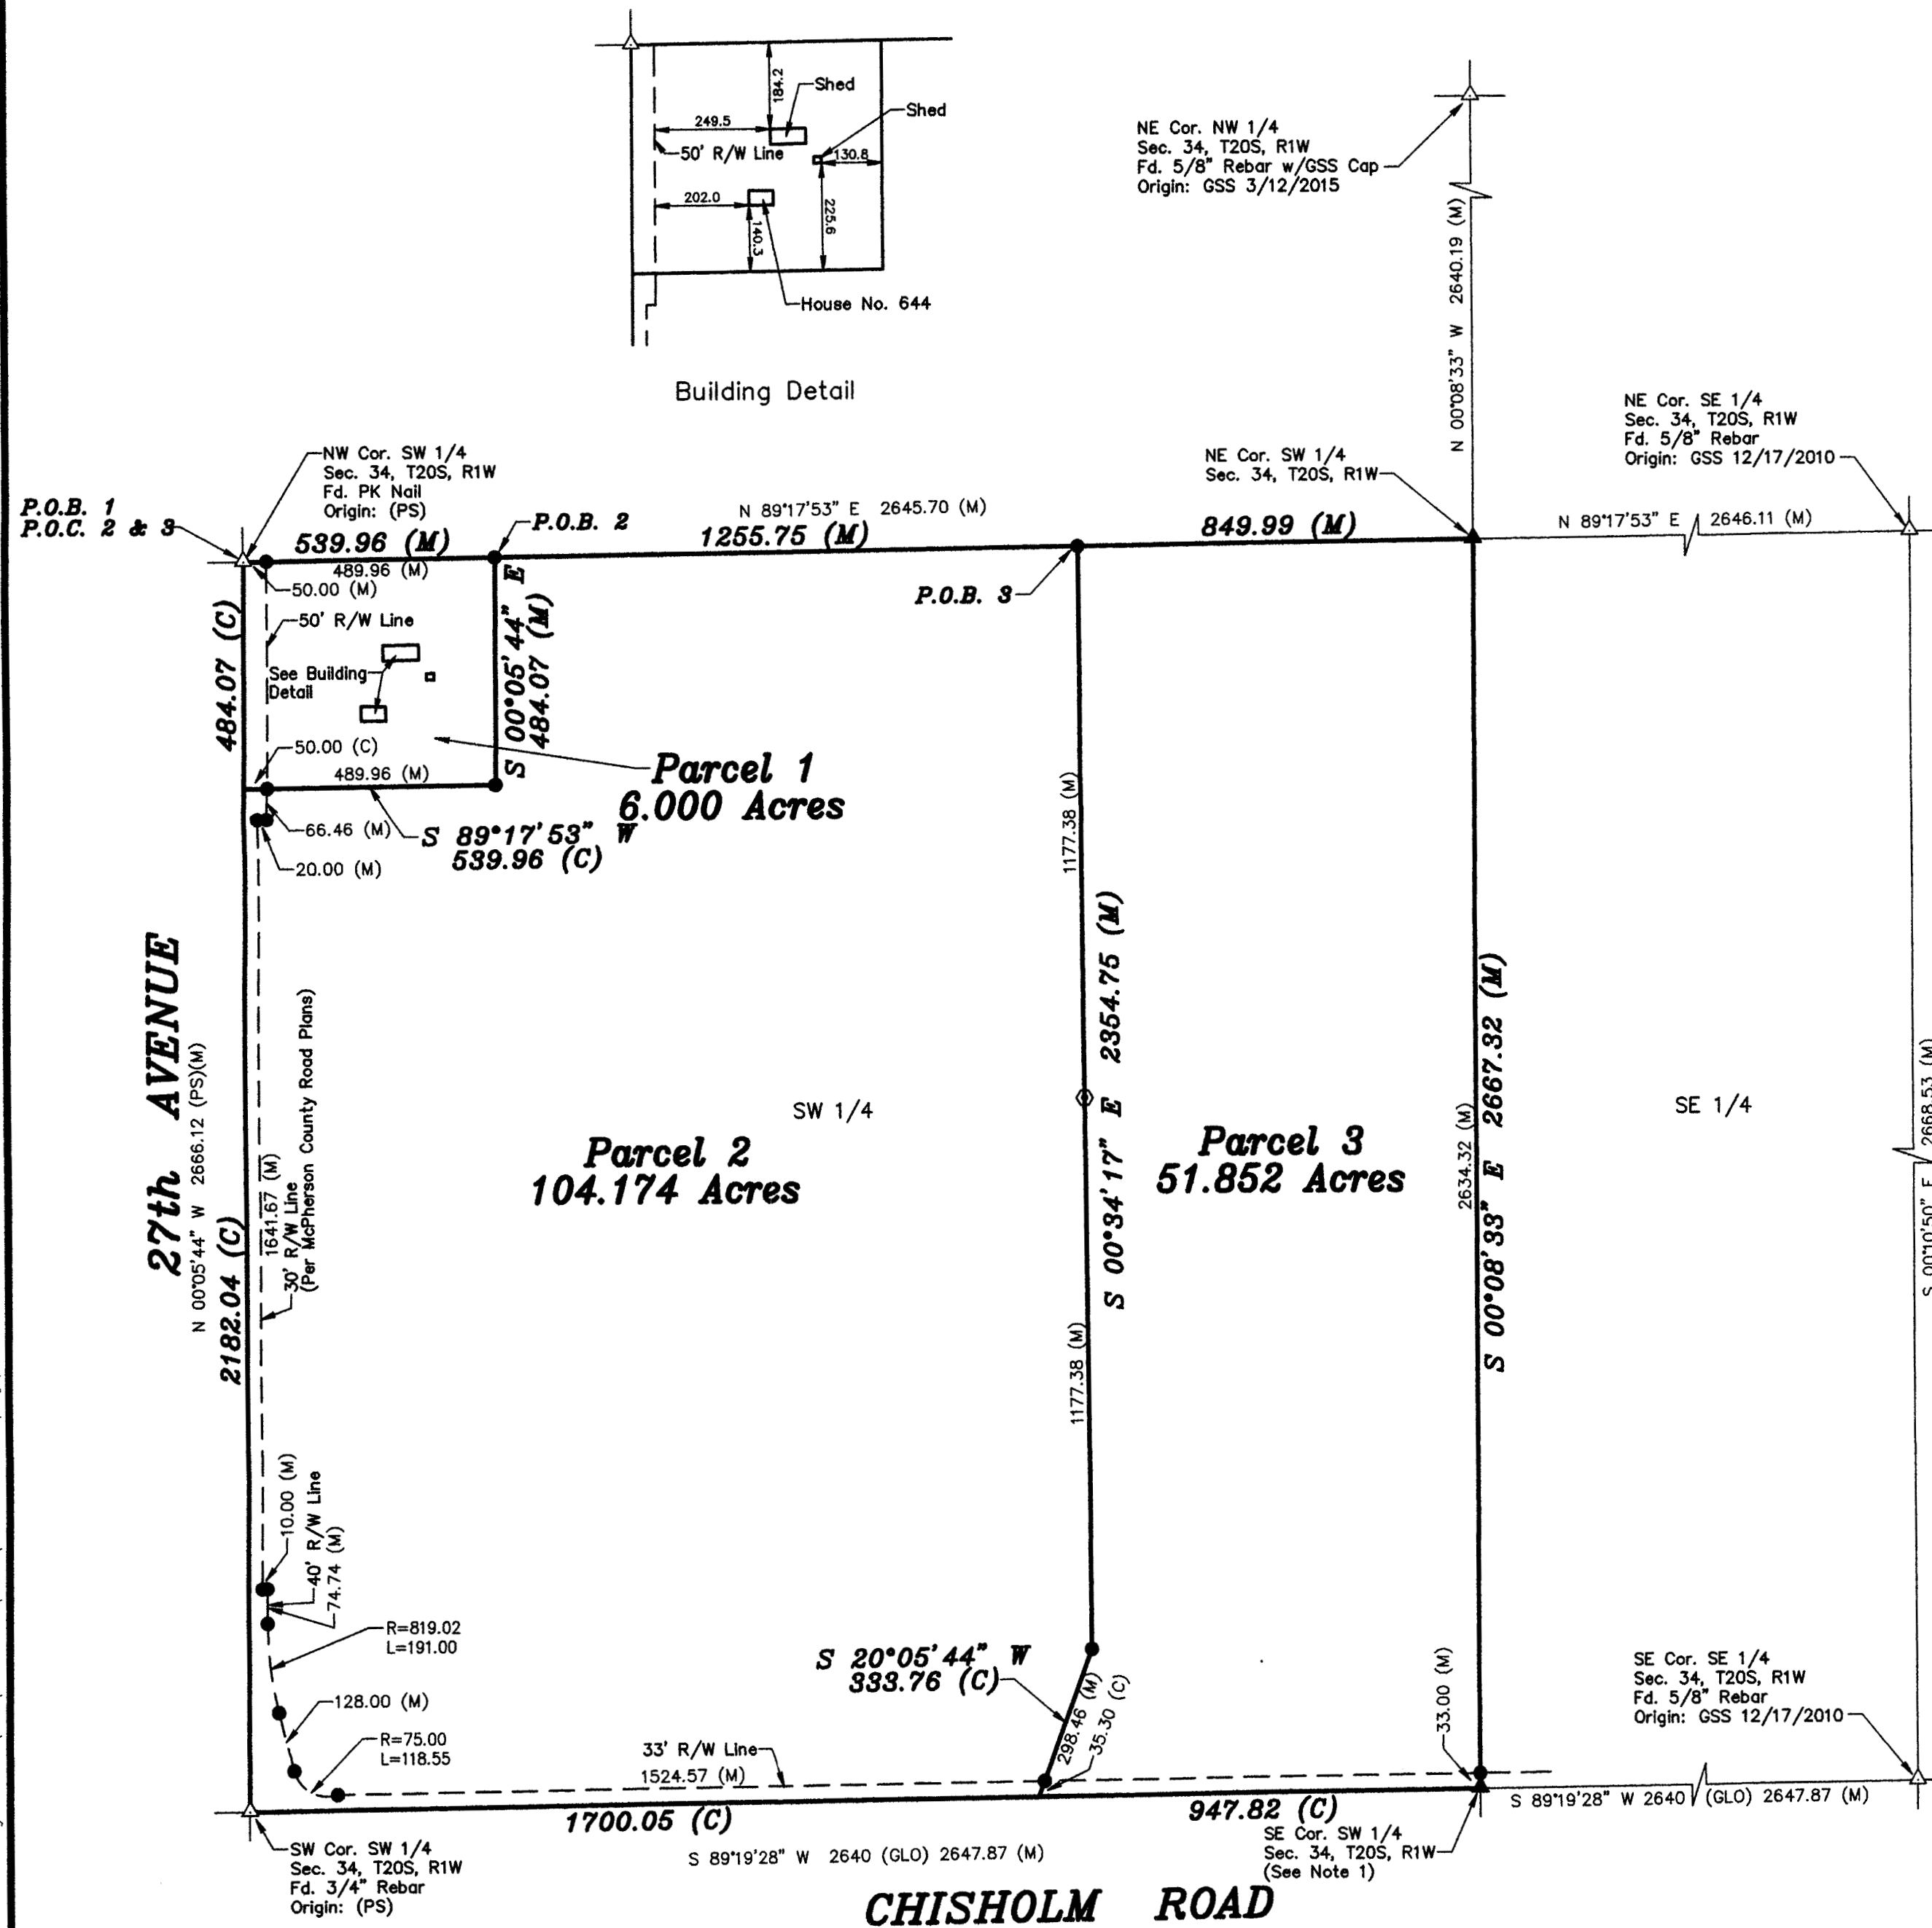 184.2
Shed
Shed
249.5
50' R/W Line
130.8
202.0
140.3
225.6
House No. 644
Building Detail
NE Cor. NW 1/4
Sec. 34, T20S, R1W
Fd. 5/8" Rebar w/GSS Cap
Origin: GSS 3/12/2015
N 00°08'33" W 2640.19 (M)
NE Cor. SE 1/4
Sec. 34, T20S, R1W
Fd. 5/8" Rebar
Origin: GSS 12/17/2010
NW Cor. SW 1/4
Sec. 34, T20S, R1W
Fd. PK Nail
Origin: (PS)
NE Cor. SW 1/4
Sec. 34, T20S, R1W
P.O.B. 1
P.O.C. 2 & 3
P.O.B. 2
N 89°17'53" E 2645.70 (M)
539.96 (M)
1255.75 (M)
849.99 (M)
N 89°17'53" E 2646.11 (M)
489.96 (M)
50.00 (M)
P.O.B. 3
50' R/W Line
484.07 (C)
S 00°05'44" E
484.07 (M)
See Building
Detail
50.00 (C)
489.96 (M)
Parcel 1
6.000 Acres
66.46 (M)
S 89°17'53" W
539.96 (C)
20.00 (M)
1177.38 (M)
S 00°34'17" E 2354.75 (M)
27th AVENUE
N 00°05'44" W 2666.12 (PS)(M)
2182.04 (C)
1641.67 (M)
30' R/W Line
(Per McPherson County Road Plans)
SW 1/4
Parcel 2
104.174 Acres
Parcel 3
51.852 Acres
2634.32 (M)
S 00°08'33" E 2667.32 (M)
SE 1/4
S 00°10'50" E 2668.53 (M)
1177.38 (M)
10.00 (M)
40' R/W Line
74.74 (M)
R=819.02
L=191.00
128.00 (M)
R=75.00
L=118.55
S 20°05'44" W
333.76 (C)
298.46 (M)
35.30 (C)
33.00 (M)
33' R/W Line
1524.57 (M)
SE Cor. SE 1/4
Sec. 34, T20S, R1W
Fd. 5/8" Rebar
Origin: GSS 12/17/2010
1700.05 (C)
947.82 (C)
S 89°19'28" W 2640 (GLO) 2647.87 (M)
S 89°19'28" W 2640 (GLO) 2647.87 (M)
SE Cor. SW 1/4
Sec. 34, T20S, R1W
(See Note 1)
SW Cor. SW 1/4
Sec. 34, T20S, R1W
Fd. 3/4" Rebar
Origin: (PS)
CHISHOLM ROAD